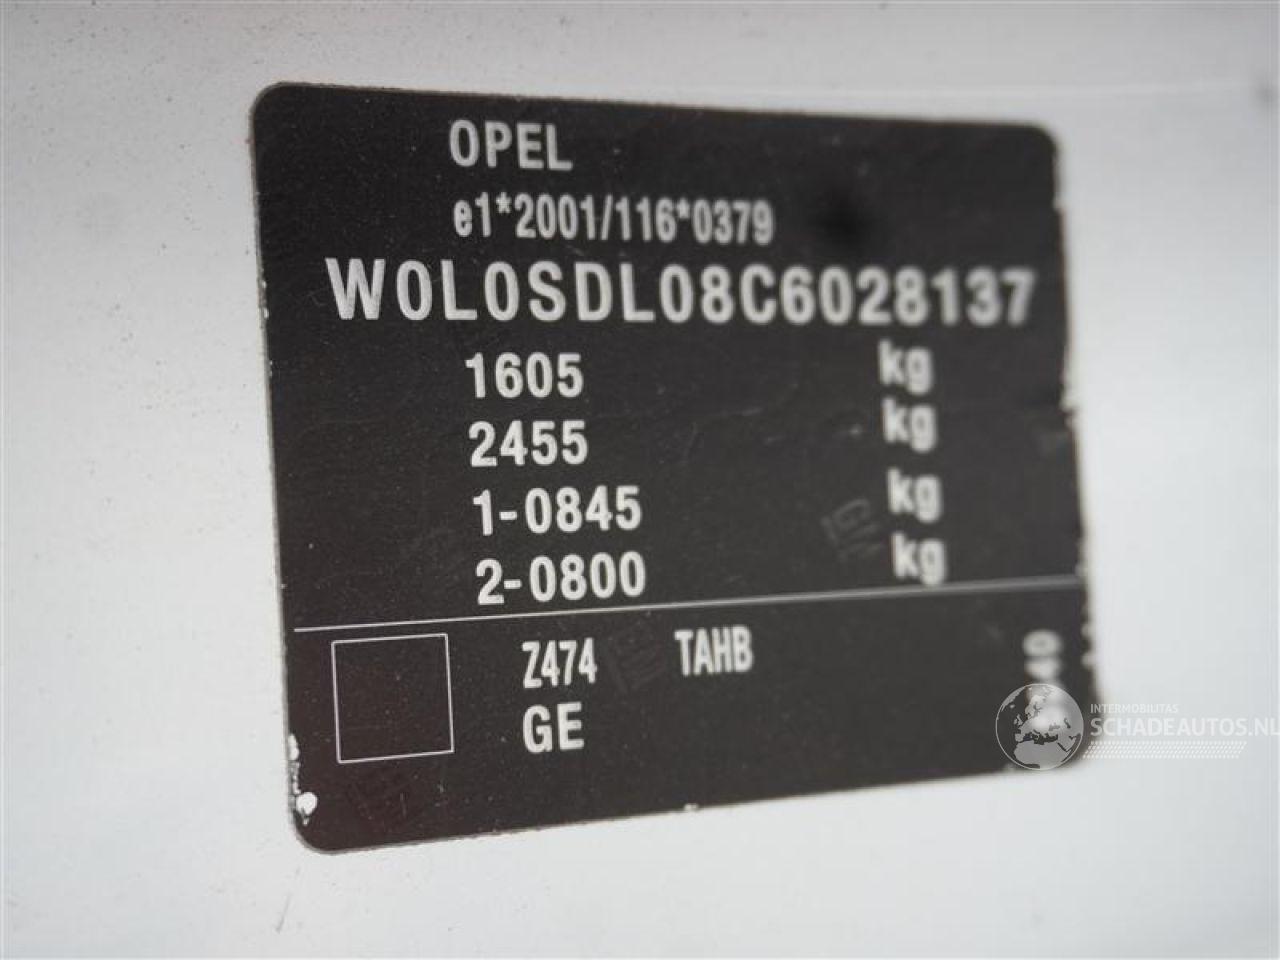 OPEL
e1*2001/116*0379
W0L0SDL08C6028137
1605 kg
2455 kg
1-0845 kg
2-0800 kg
Z474 TAHB
GE
40
INTERMOBILITAS
SCHADEAUTOS.NL